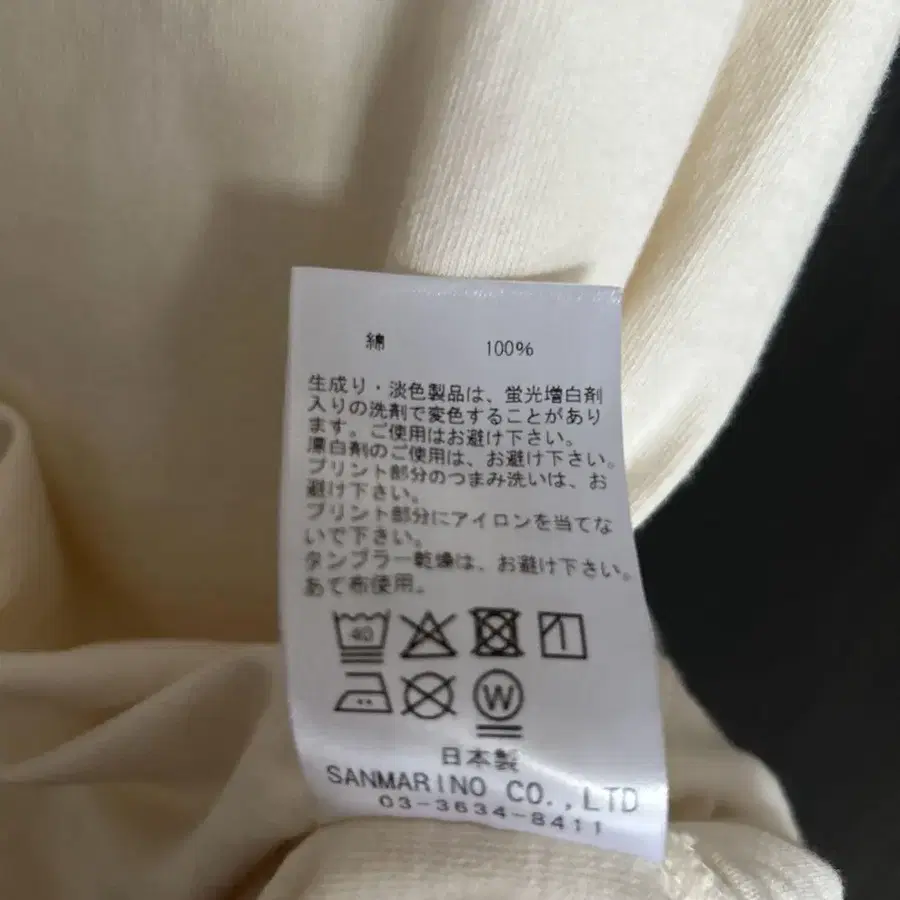 綿 100%
生成り・淡色製品は、蛍光増白剤
入りの洗剤で変色することがあり
ます。ご使用はお避け下さい。
漂白剤のご使用は、お避け下さい。
プリント部分のつまみ洗いは、お
避け下さい。
プリント部分にアイロンを当てな
いで下さい。
タンブラー乾燥は、お避け下さい。
あて布使用。
40
W
日本製
SANMARINO CO.,LTD
03-3634-8411